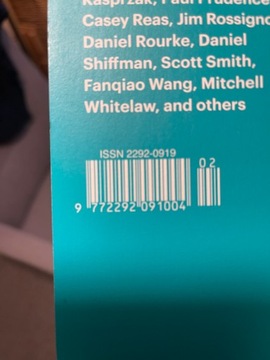 Kasprzak, Paul Prudence
Casey Reas, Jim Rossigno
Daniel Rourke, Daniel
Shiffman, Scott Smith,
Fanqiao Wang, Mitchell
Whitelaw, and others
ISSN 2292-0919
02
9 772292 091004